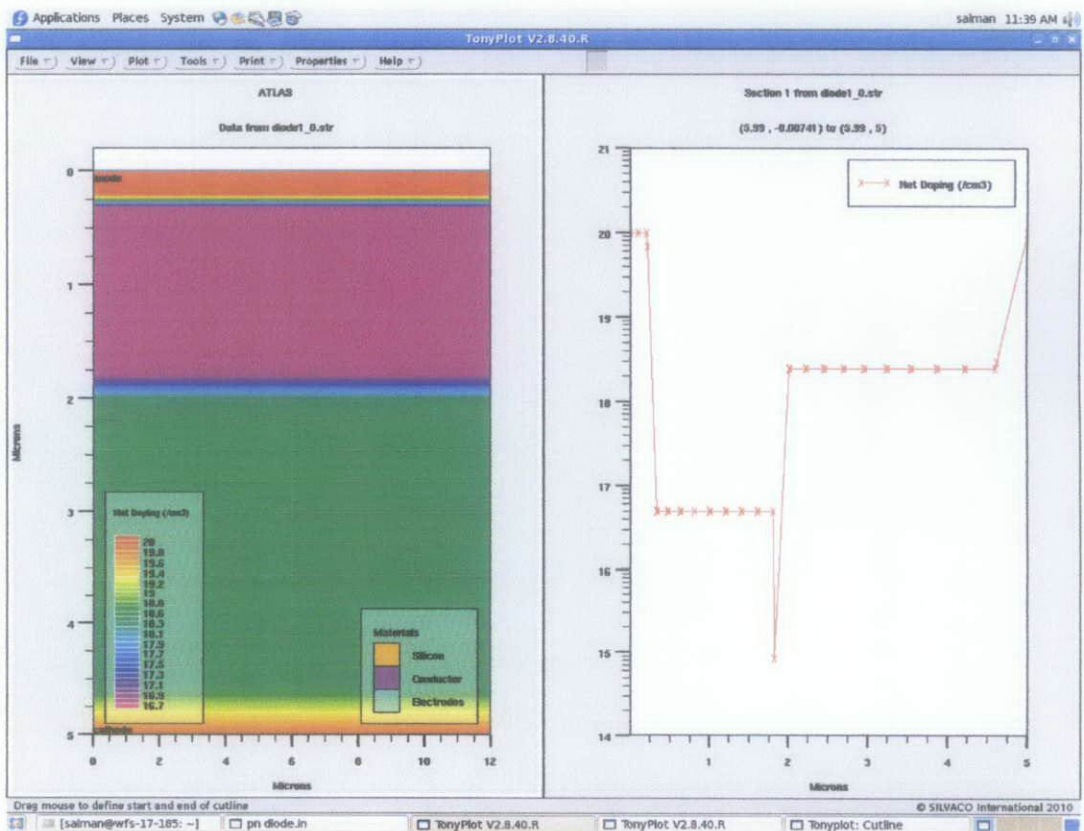 Applications Places System
salman 11:39 AM
TonyPlot V2.8.40.R
File View Plot Tools Print Properties Help
ATLAS
Data from diode1_0.str
0
1
2
3
4
5
Microns
anode
cathode
Net Doping (/cm3)
20
19.8
19.6
19.4
19.2
19
18.8
18.6
18.3
18.1
17.9
17.7
17.5
17.3
17.1
16.9
16.7
Materials
Silicon
Conductor
Electrodes
0 2 4 6 8 10 12
Microns
Section 1 from diode1_0.str
(5.99 , -0.00741) to (5.99 , 5)
Net Doping (/cm3)
21
20
19
18
17
16
15
14
1 2 3 4 5
Microns
Drag mouse to define start and end of cutline
© SILVACO International 2010
[salman@wfs-17-185: ~]
pn diode.in
TonyPlot V2.8.40.R
TonyPlot V2.8.40.R
Tonyplot: Cutline